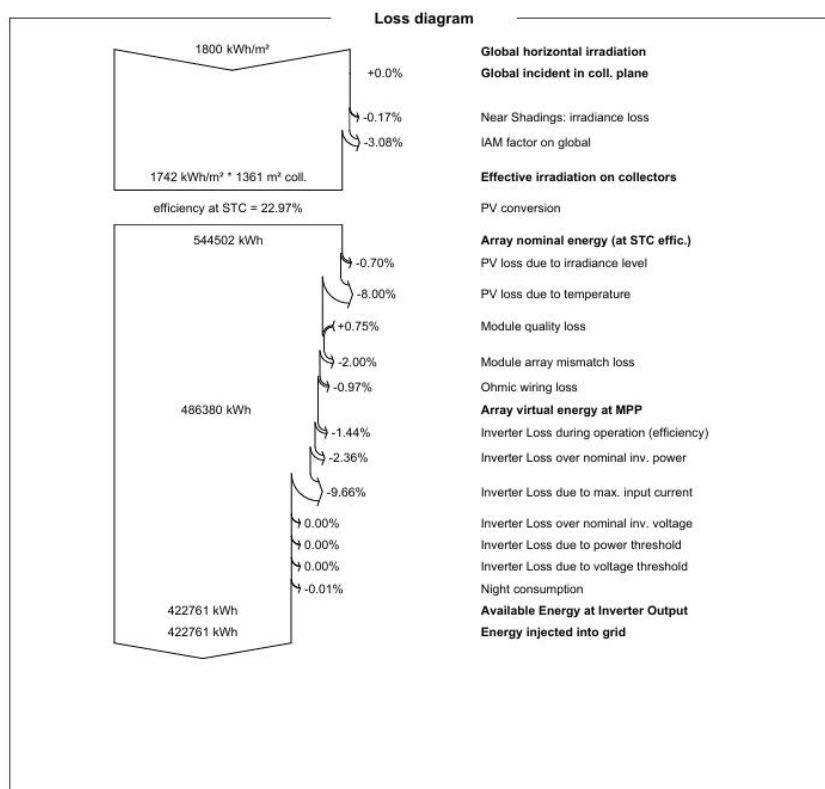 Loss diagram
1800 kWh/m² Global horizontal irradiation
+0.0% Global incident in coll. plane
-0.17% Near Shadings: irradiance loss
-3.08% IAM factor on global
1742 kWh/m² * 1361 m² coll. Effective irradiation on collectors
efficiency at STC = 22.97% PV conversion
544502 kWh Array nominal energy (at STC effic.)
-0.70% PV loss due to irradiance level
-8.00% PV loss due to temperature
+0.75% Module quality loss
-2.00% Module array mismatch loss
-0.97% Ohmic wiring loss
486380 kWh Array virtual energy at MPP
-1.44% Inverter Loss during operation (efficiency)
-2.36% Inverter Loss over nominal inv. power
-9.66% Inverter Loss due to max. input current
0.00% Inverter Loss over nominal inv. voltage
0.00% Inverter Loss due to power threshold
0.00% Inverter Loss due to voltage threshold
-0.01% Night consumption
422761 kWh Available Energy at Inverter Output
422761 kWh Energy injected into grid